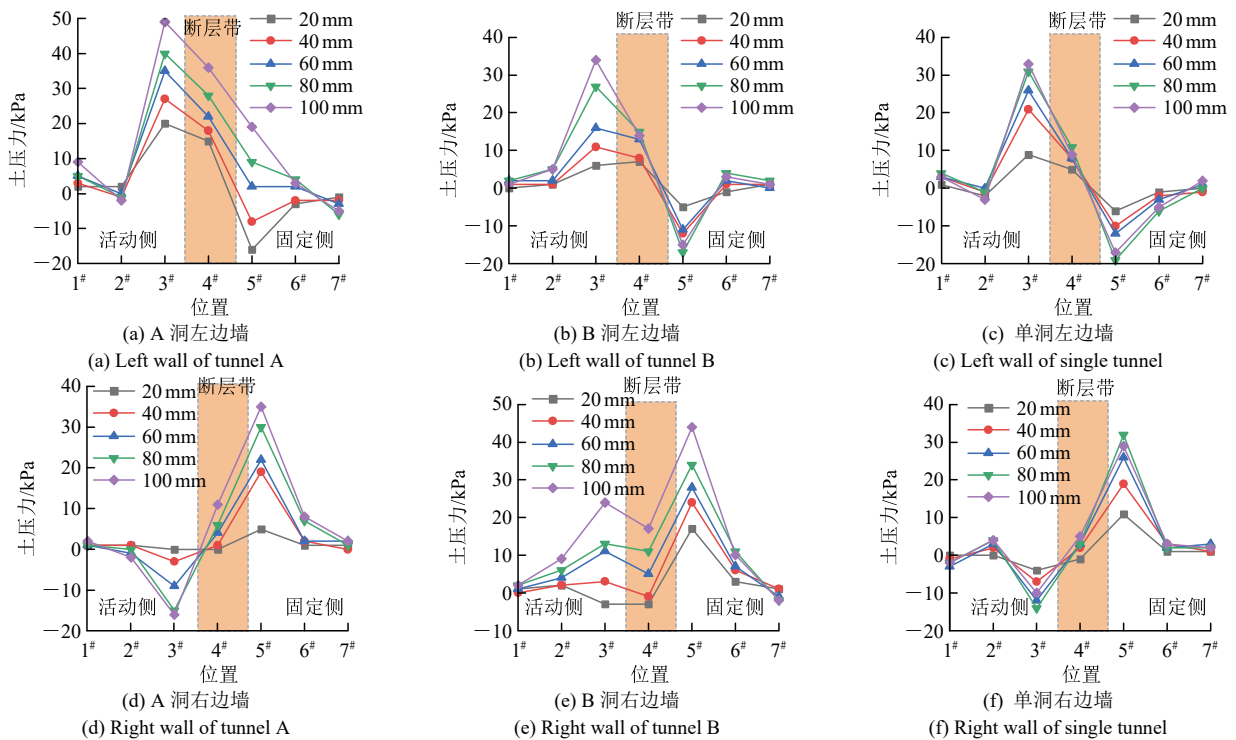 土压力/kPa
50
40
30
20
10
0
−10
−20
断层带
20 mm
40 mm
60 mm
80 mm
100 mm
活动侧
固定侧
1# 2# 3# 4# 5# 6# 7#
位置
(a) A 洞左边墙
(a) Left wall of tunnel A
土压力/kPa
40
30
20
10
0
−10
−20
断层带
20 mm
40 mm
60 mm
80 mm
100 mm
活动侧
固定侧
1# 2# 3# 4# 5# 6# 7#
位置
(b) B 洞左边墙
(b) Left wall of tunnel B
土压力/kPa
40
30
20
10
0
−10
−20
断层带
20 mm
40 mm
60 mm
80 mm
100 mm
活动侧
固定侧
1# 2# 3# 4# 5# 6# 7#
位置
(c) 单洞左边墙
(c) Left wall of single tunnel
土压力/kPa
40
30
20
10
0
−10
−20
断层带
20 mm
40 mm
60 mm
80 mm
100 mm
活动侧
固定侧
1# 2# 3# 4# 5# 6# 7#
位置
(d) A 洞右边墙
(d) Right wall of tunnel A
土压力/kPa
50
40
30
20
10
0
−10
断层带
20 mm
40 mm
60 mm
80 mm
100 mm
活动侧
固定侧
1# 2# 3# 4# 5# 6# 7#
位置
(e) B 洞右边墙
(e) Right wall of tunnel B
土压力/kPa
40
30
20
10
0
−10
−20
断层带
20 mm
40 mm
60 mm
80 mm
100 mm
活动侧
固定侧
1# 2# 3# 4# 5# 6# 7#
位置
(f) 单洞右边墙
(f) Right wall of single tunnel